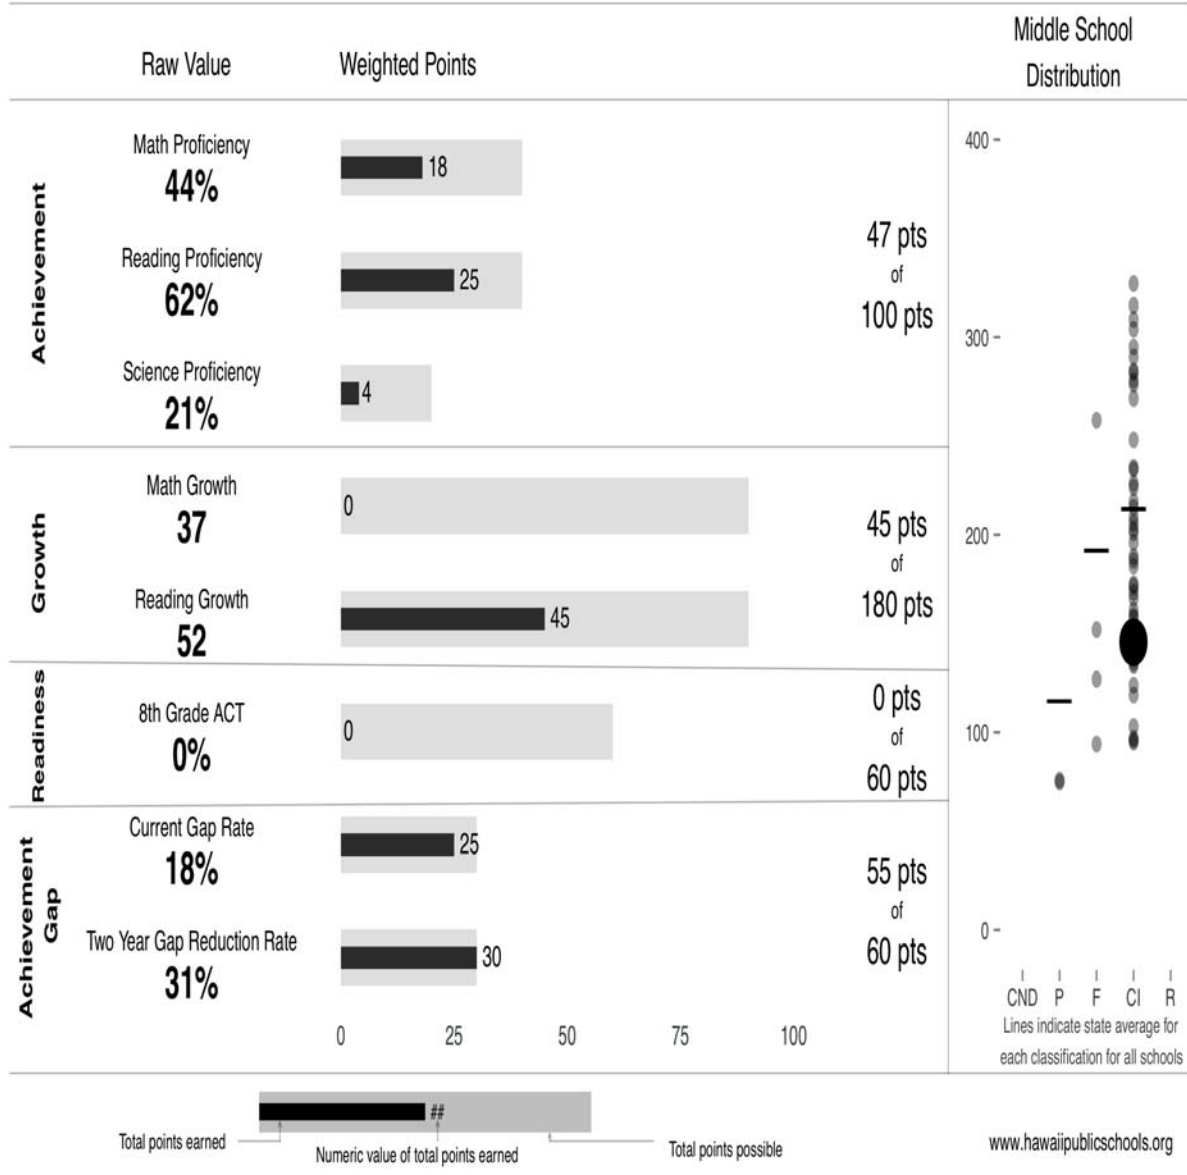 Raw Value
Weighted Points
Middle School
Distribution
Achievement
Math Proficiency
44%
18
Reading Proficiency
62%
25
Science Proficiency
21%
4
47 pts
of
100 pts
Growth
Math Growth
37
0
Reading Growth
52
45
45 pts
of
180 pts
Readiness
8th Grade ACT
0%
0
0 pts
of
60 pts
Achievement
Gap
Current Gap Rate
18%
25
Two Year Gap Reduction Rate
31%
30
55 pts
of
60 pts
0 25 50 75 100
400
300
200
100
0
CND P F CI R
Lines indicate state average for
each classification for all schools
##
Total points earned
Numeric value of total points earned
Total points possible
www.hawaiipublicschools.org